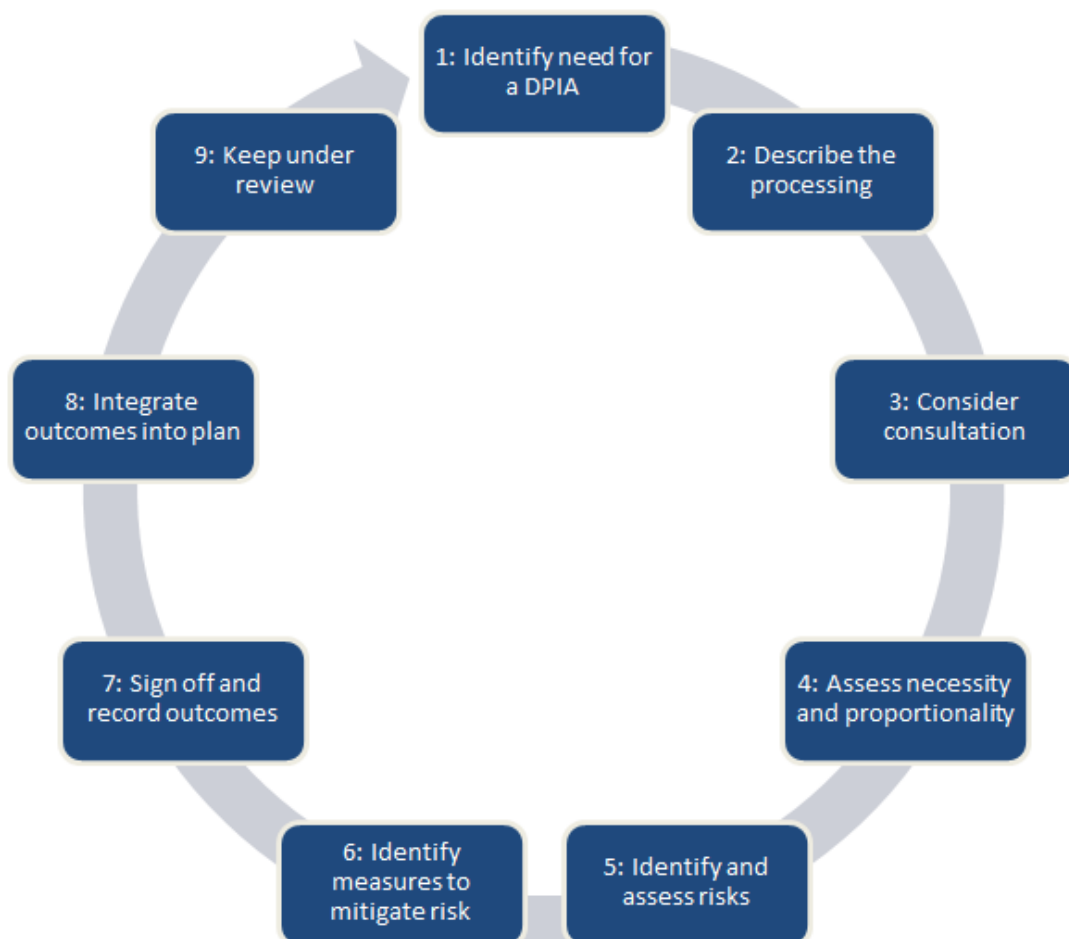 1: Identify need for
a DPIA
2: Describe the
processing
3: Consider
consultation
4: Assess necessity
and proportionality
5: Identify and
assess risks
6: Identify
measures to
mitigate risk
7: Sign off and
record outcomes
8: Integrate
outcomes into plan
9: Keep under
review